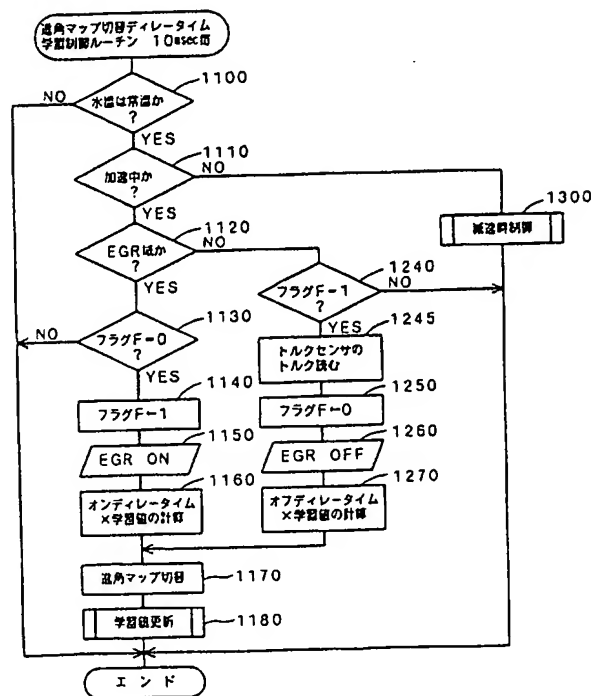 進角マップ切替ディレータイム
学習制御ルーチン 10msec毎
1100
NO
水温は常温か
?
YES
1110
NO
加速中か
?
YES
1120
NO
EGRほか
?
YES
1300
減速時制御
1240
フラグF=1
?
NO
YES
1130
NO
フラグF=0
?
YES
1245
トルクセンサの
トルク読む
1140
フラグF←1
1250
フラグF←0
1150
EGR ON
1260
EGR OFF
1160
オンディレータイム
×学習値の計算
1270
オフディレータイム
×学習値の計算
進角マップ切替
1170
学習値更新
1180
エンド